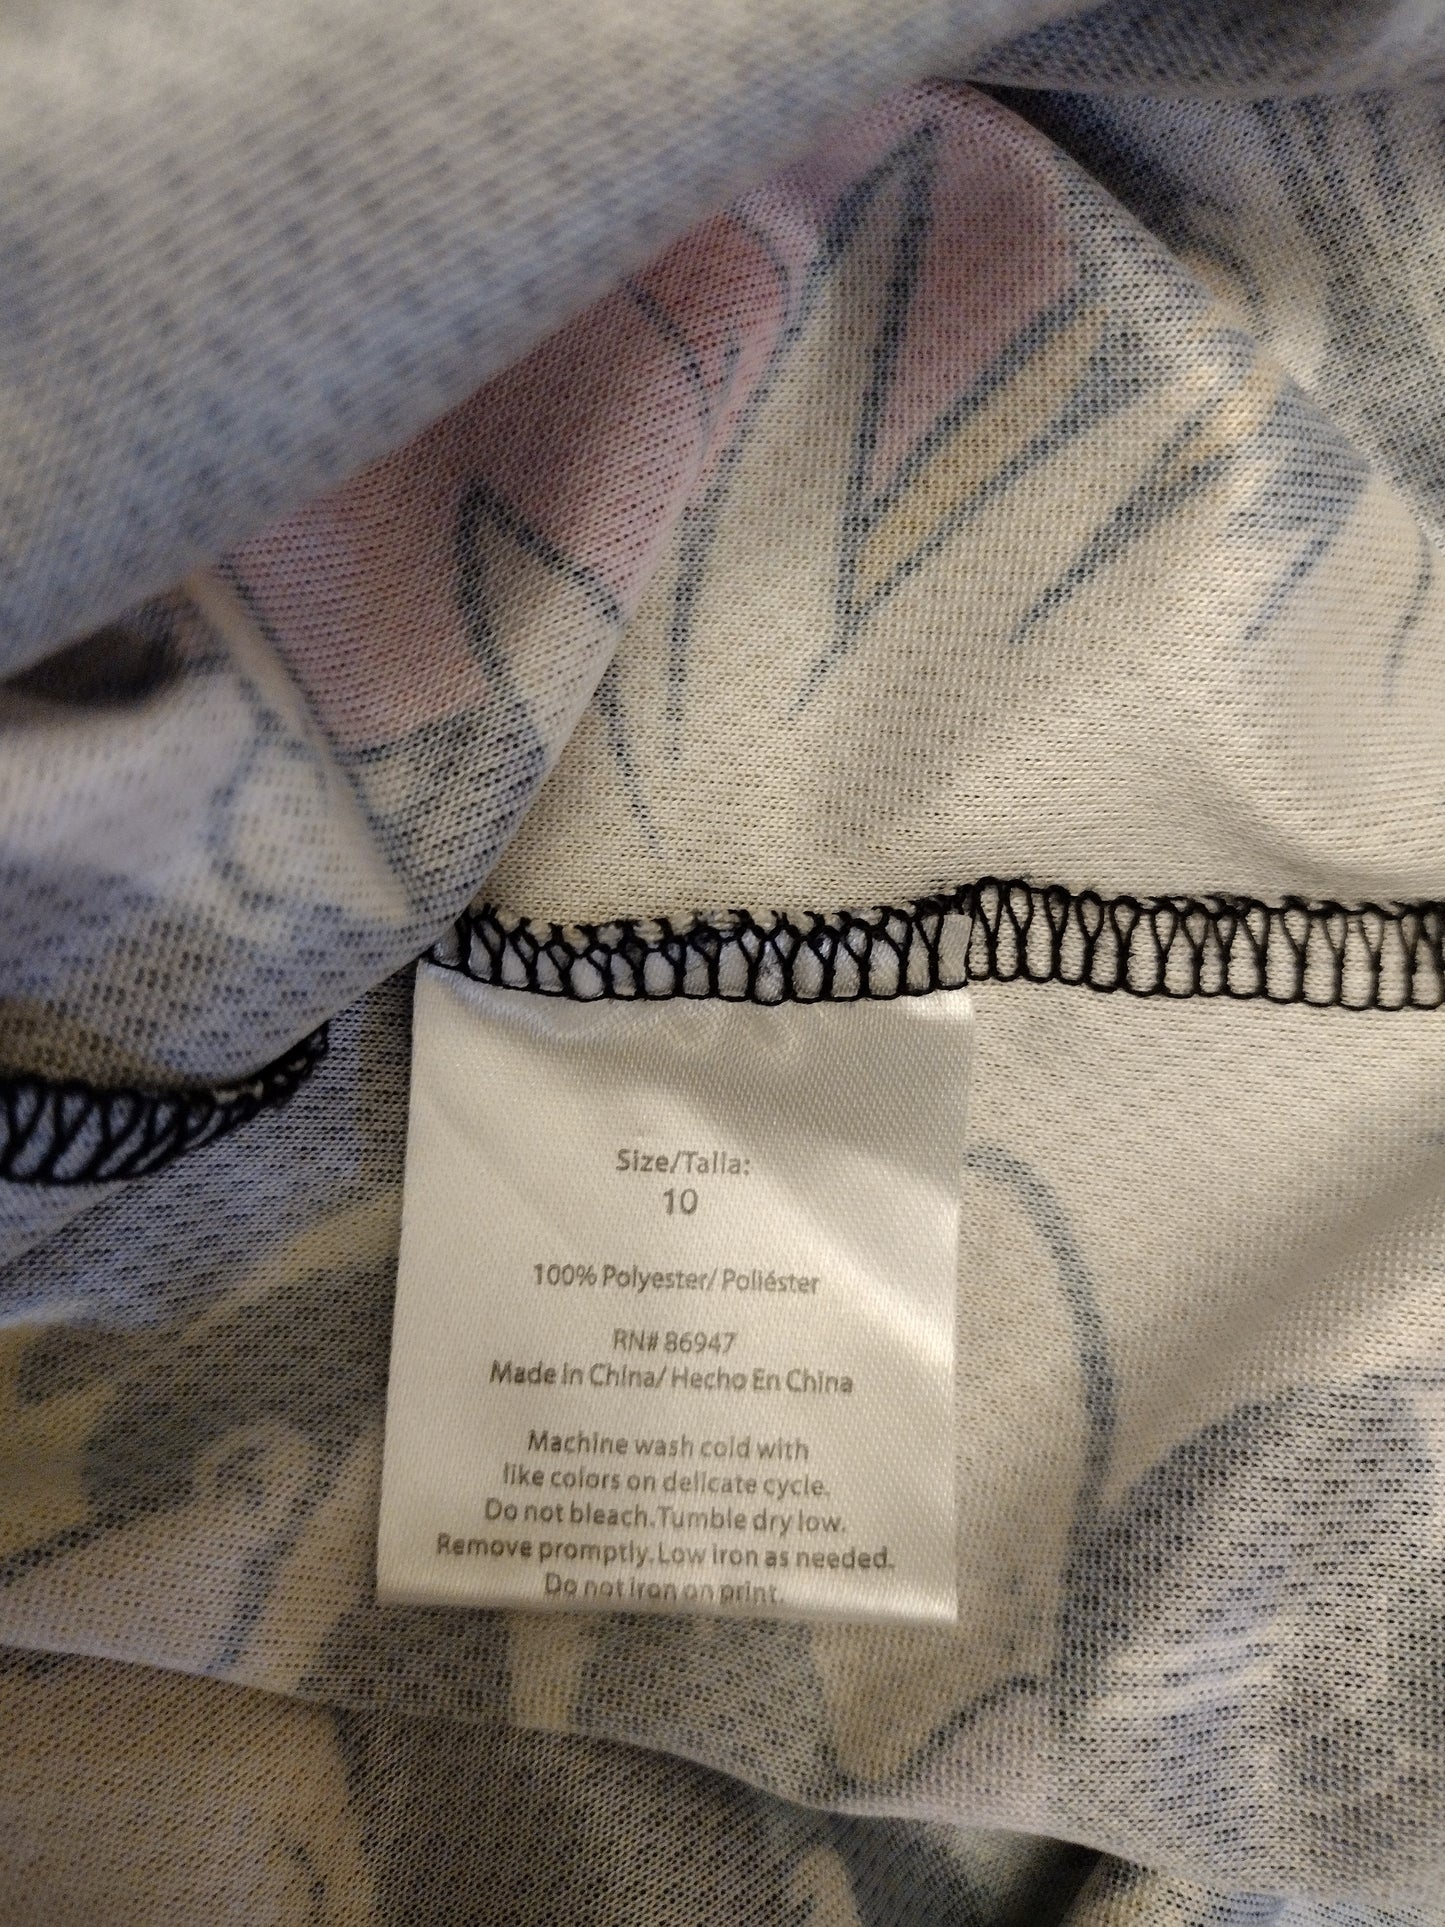 Size/Talla:
10
100% Polyester/ Poliéster
RN# 86947
Made in China/ Hecho En China
Machine wash cold with
like colors on delicate cycle.
Do not bleach. Tumble dry low.
Remove promptly. Low iron as needed.
Do not iron on print.